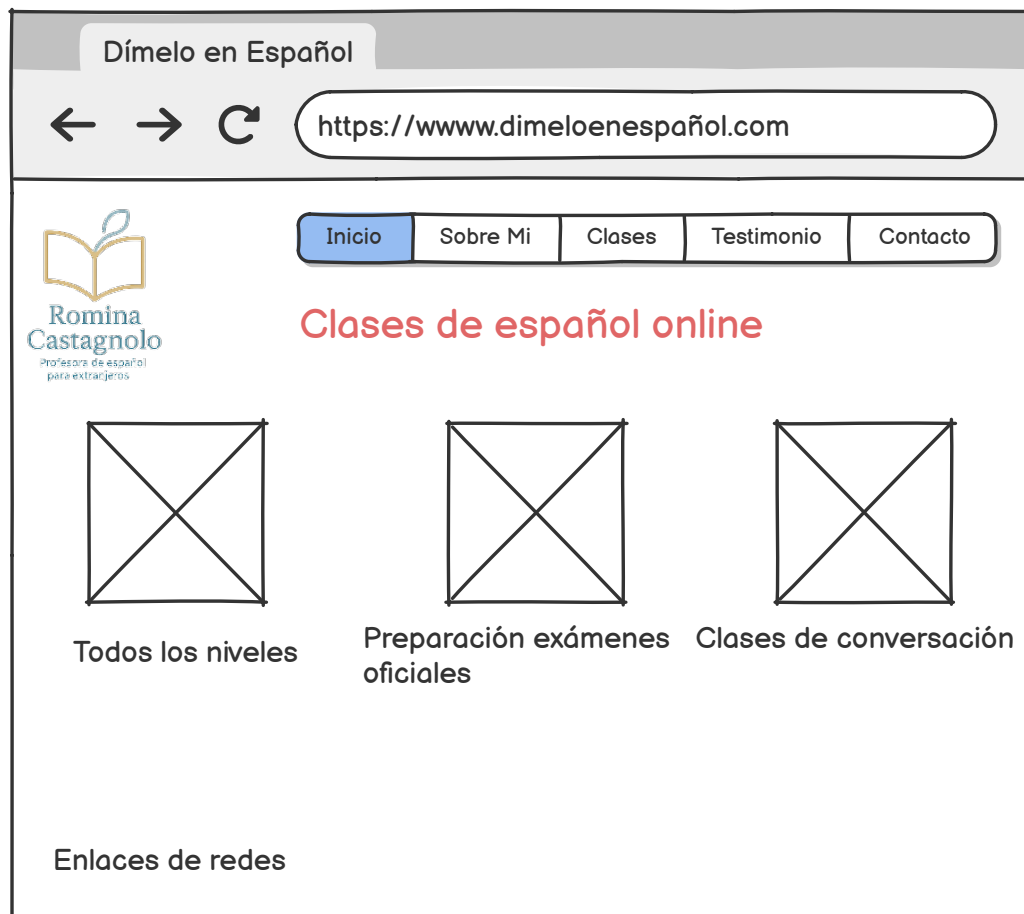 Dímelo en Español
https://wwww.dimeloenespañol.com
Inicio
Sobre Mi
Clases
Testimonio
Contacto
Romina
Castagnolo
Profesora de español
para extranjeros
Clases de español online
Todos los niveles
Preparación exámenes
oficiales
Clases de conversación
Enlaces de redes